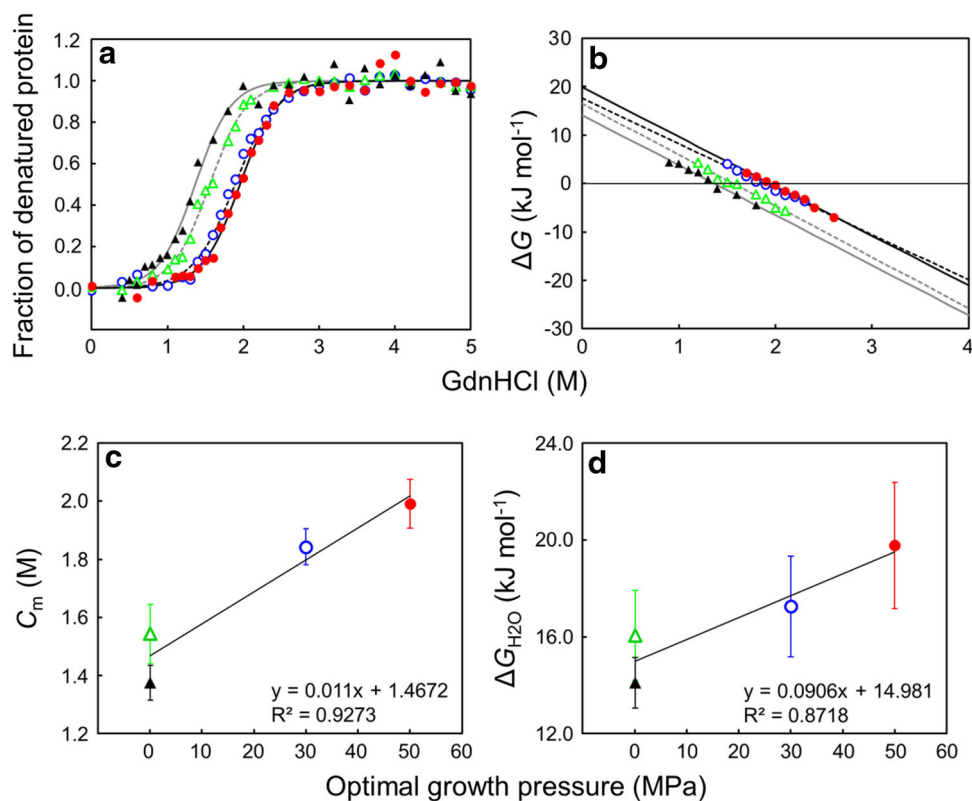 a
Fraction of denatured protein
1.2
1.0
0.8
0.6
0.4
0.2
0.0
0 1 2 3 4 5
b
ΔG (kJ mol⁻¹)
30
20
10
0
-10
-20
-30
0 1 2 3 4
GdnHCl (M)
c
Cm (M)
2.2
2.0
1.8
1.6
1.4
1.2
y = 0.011x + 1.4672
R² = 0.9273
0 10 20 30 40 50 60
d
ΔGH2O (kJ mol⁻¹)
24.0
20.0
16.0
12.0
y = 0.0906x + 14.981
R² = 0.8718
0 10 20 30 40 50 60
Optimal growth pressure (MPa)